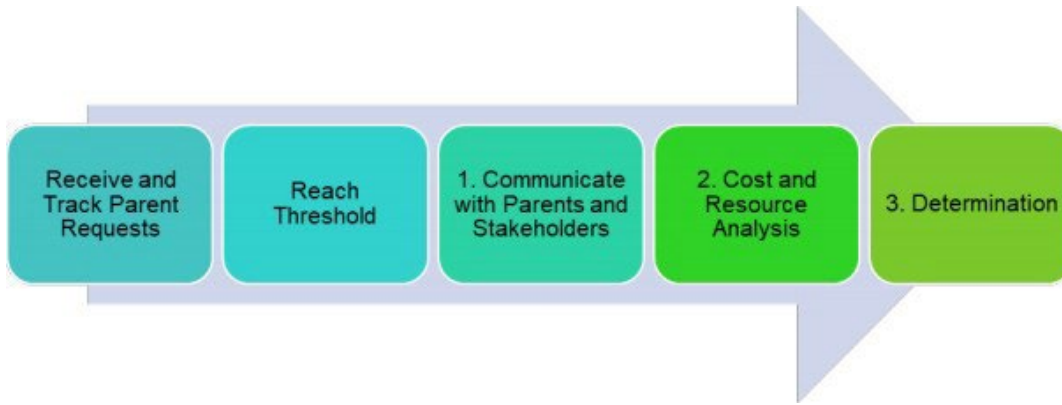 Receive and
Track Parent
Requests
Reach
Threshold
1. Communicate
with Parents and
Stakeholders
2. Cost and
Resource
Analysis
3. Determination